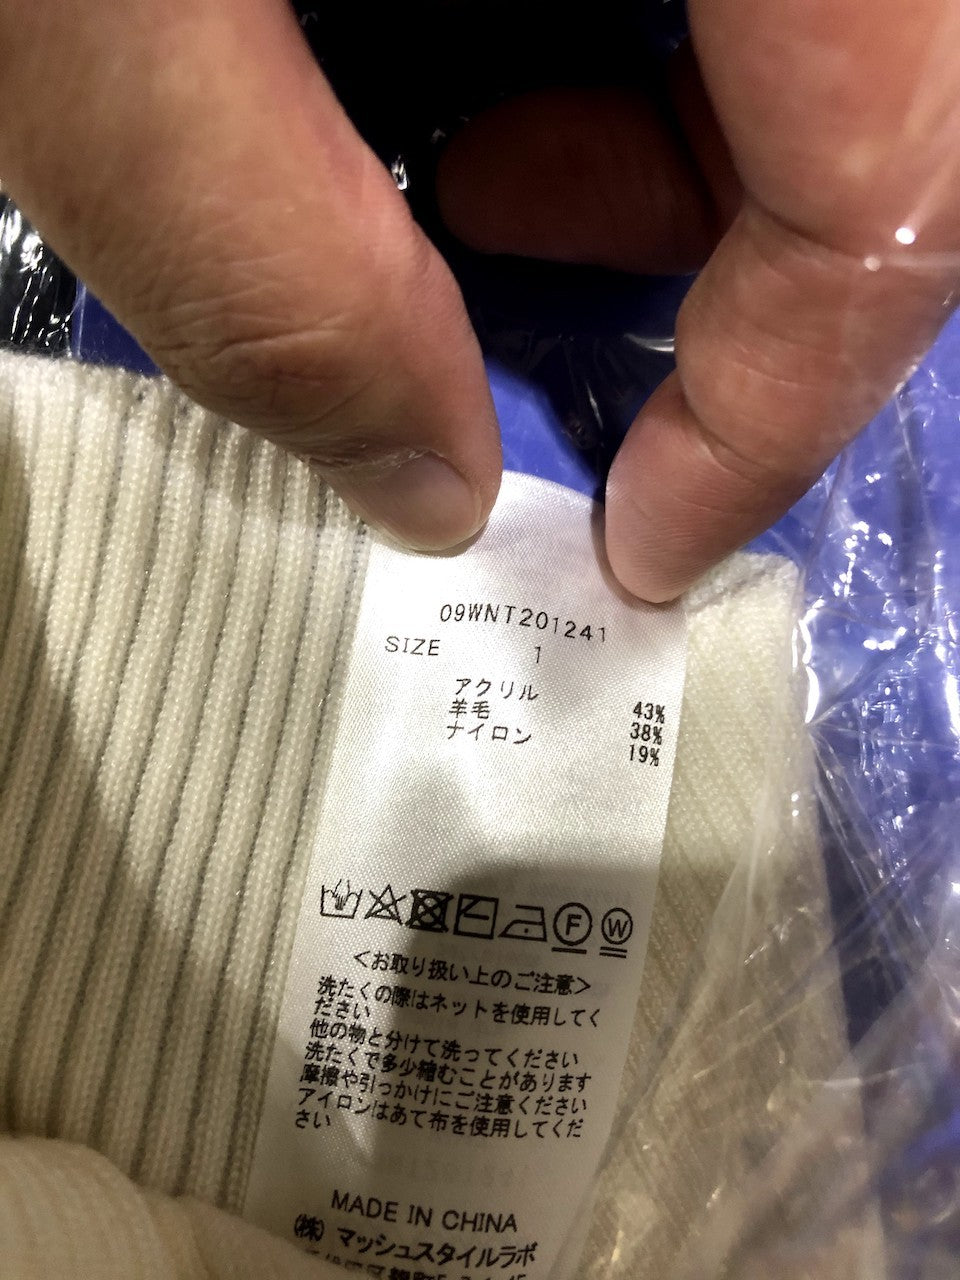 09WNT201241
SIZE 1
アクリル 43%
羊毛 38%
ナイロン 19%
F W
<お取り扱い上のご注意>
洗たくの際はネットを使用してく
ださい
他の物と分けて洗ってください
洗たくで多少縮むことがあります
摩擦や引っかけにご注意ください
アイロンはあて布を使用してくだ
さい
MADE IN CHINA
(株)マッシュスタイルラボ